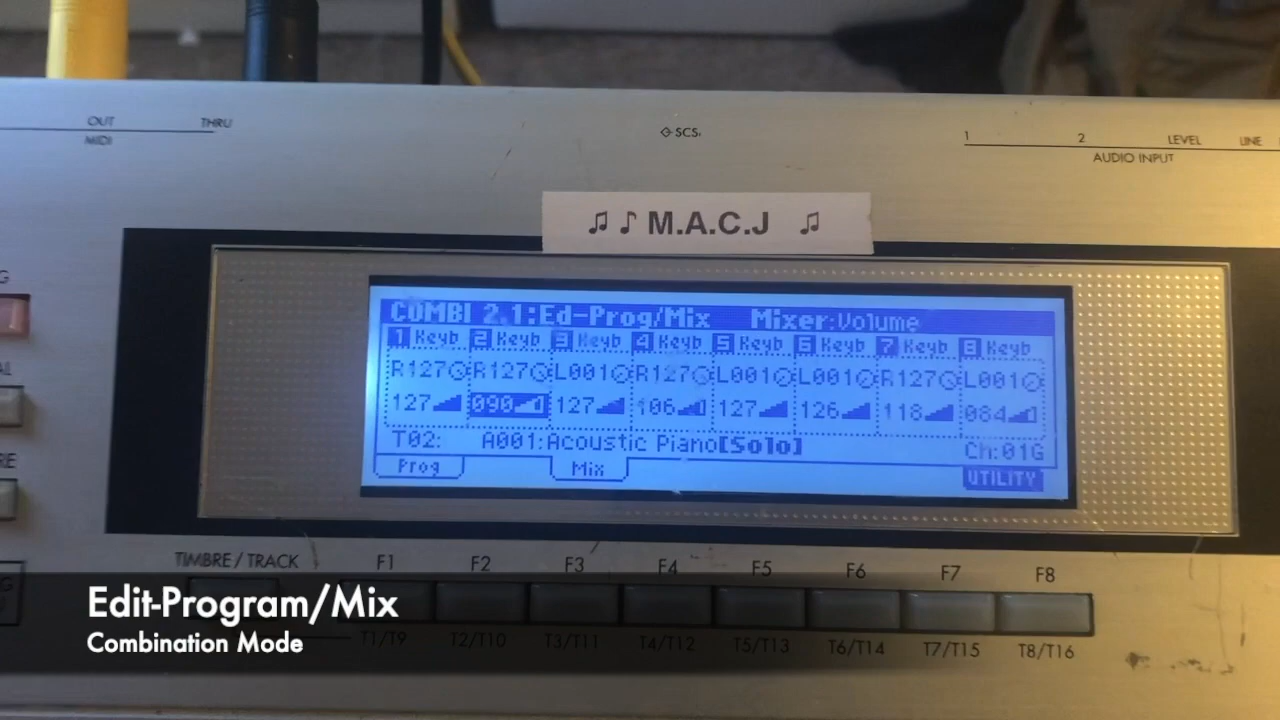 OUT THRU
MIDI
SCSI
1 2 LEVEL LINE
AUDIO INPUT
♫ ♪ M.A.C.J ♫
G
COMBI 2.1:Ed-Prog/Mix Mixer:Volume
1 Keyb 2 Keyb 3 Keyb 4 Keyb 5 Keyb 6 Keyb 7 Keyb 8 Keyb
R127 R127 L001 R127 L001 L001 R127 L001
127 090 127 106 127 126 118 084
T02: A001:Acoustic Piano[Solo] Ch:01G
Prog Mix UTILITY
AL
RE
TIMBRE / TRACK F1 F2 F3 F4 F5 F6 F7 F8
Edit-Program/Mix
Combination Mode
T1/T9 T2/T10 T3/T11 T4/T12 T5/T13 T6/T14 T7/T15 T8/T16